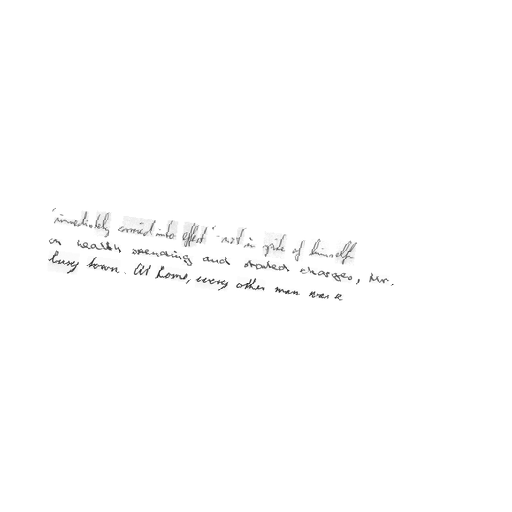 "immediately carried into effect" - not in spite of himself
on health spending and drabed charges, Mr.
busy town. At home, every other man was a